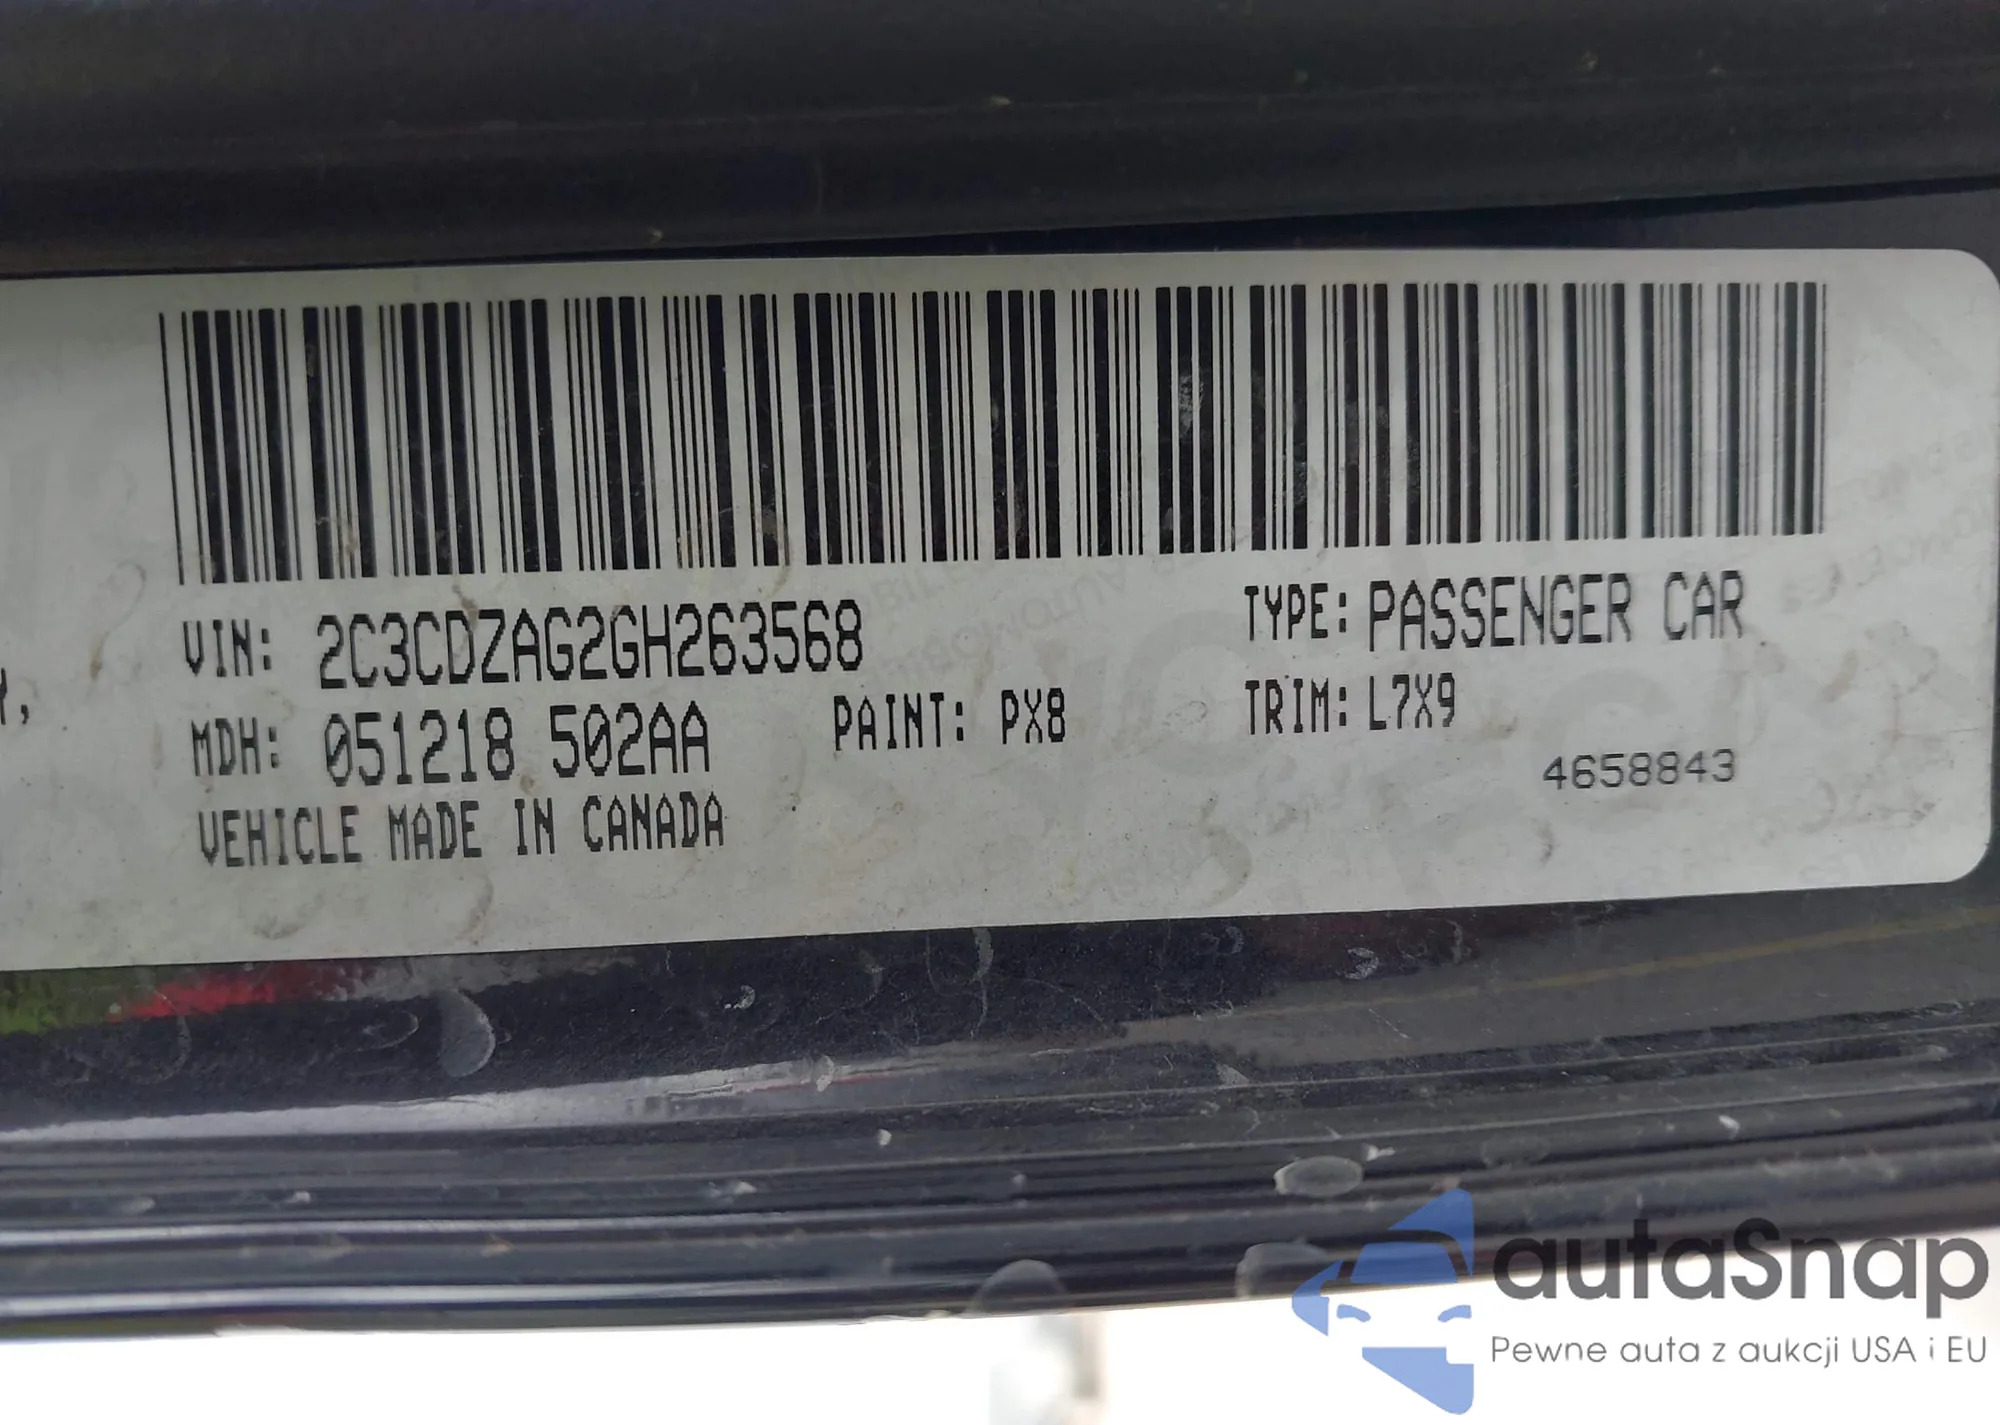 VIN: 2C3CDZAG2GH263568
TYPE: PASSENGER CAR
MDH: 051218 502AA
PAINT: PX8
TRIM: L7X9
4658843
VEHICLE MADE IN CANADA
autaSnap
Pewne auta z aukcji USA i EU